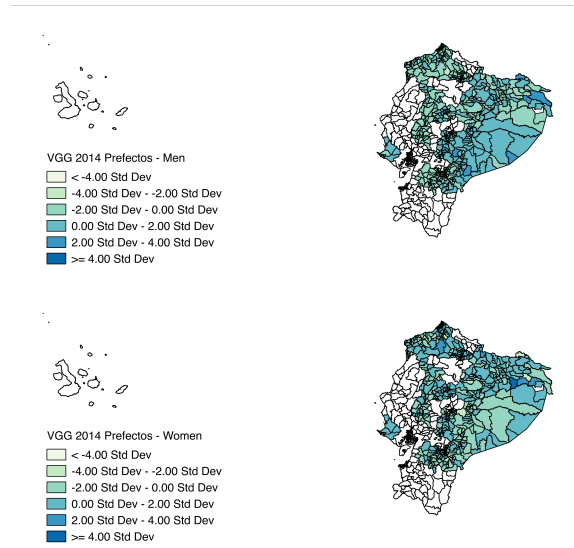 VGG 2014 Prefectos - Men
< -4.00 Std Dev
-4.00 Std Dev - -2.00 Std Dev
-2.00 Std Dev - 0.00 Std Dev
0.00 Std Dev - 2.00 Std Dev
2.00 Std Dev - 4.00 Std Dev
>= 4.00 Std Dev
VGG 2014 Prefectos - Women
< -4.00 Std Dev
-4.00 Std Dev - -2.00 Std Dev
-2.00 Std Dev - 0.00 Std Dev
0.00 Std Dev - 2.00 Std Dev
2.00 Std Dev - 4.00 Std Dev
>= 4.00 Std Dev